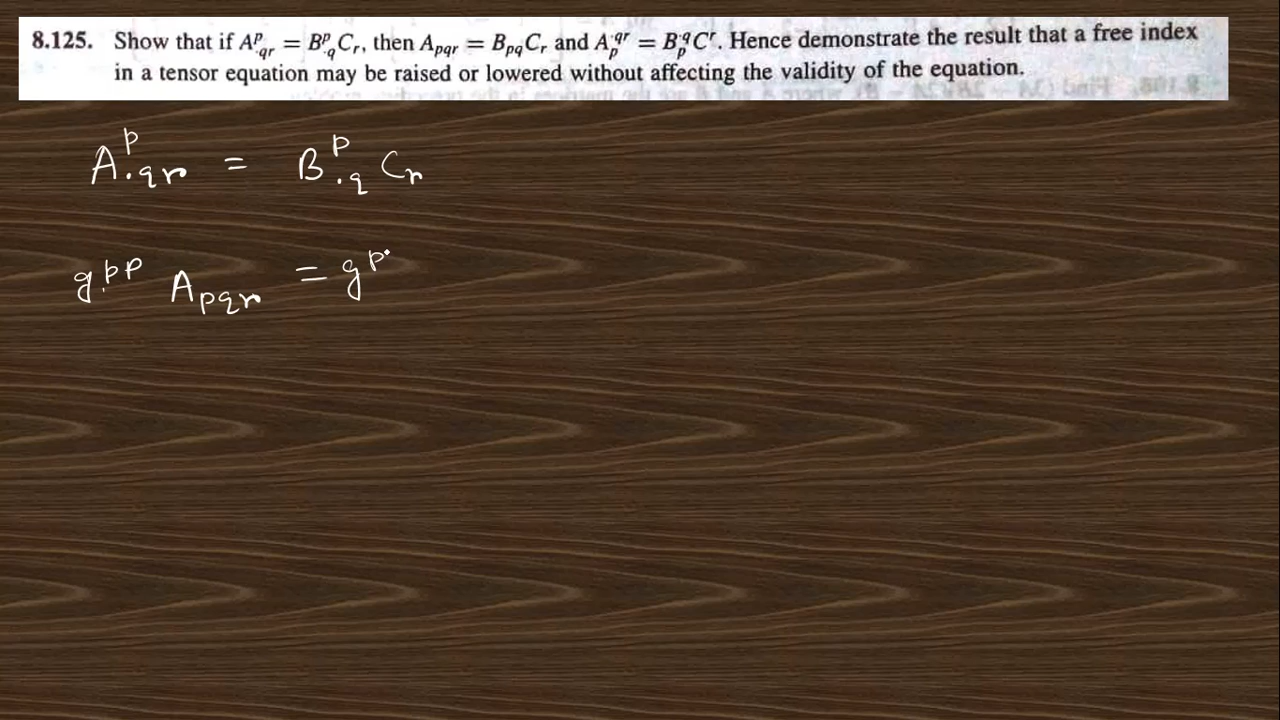 8.125. Show that if A^p_{.qr} = B^p_{.q} C_r, then A_{pqr} = B_{pq} C_r and A_p^{.qr} = B_p^{.q} C^r. Hence demonstrate the result that a free index
in a tensor equation may be raised or lowered without affecting the validity of the equation.
A^p_{.qr} = B^p_{.q} C_r
g^{pp} A_{pqr} = g^{p.}